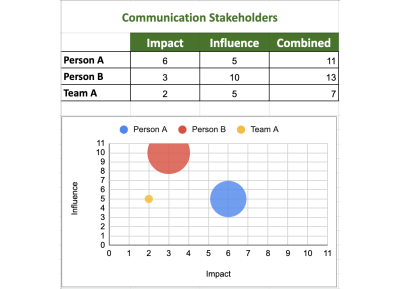 Communication Stakeholders
Impact Influence Combined
Person A 6 5 11
Person B 3 10 13
Team A 2 5 7
Person A Person B Team A
11
10
9
8
7
6
5
4
3
2
1
0
Influence
0 1 2 3 4 5 6 7 8 9 10 11
Impact